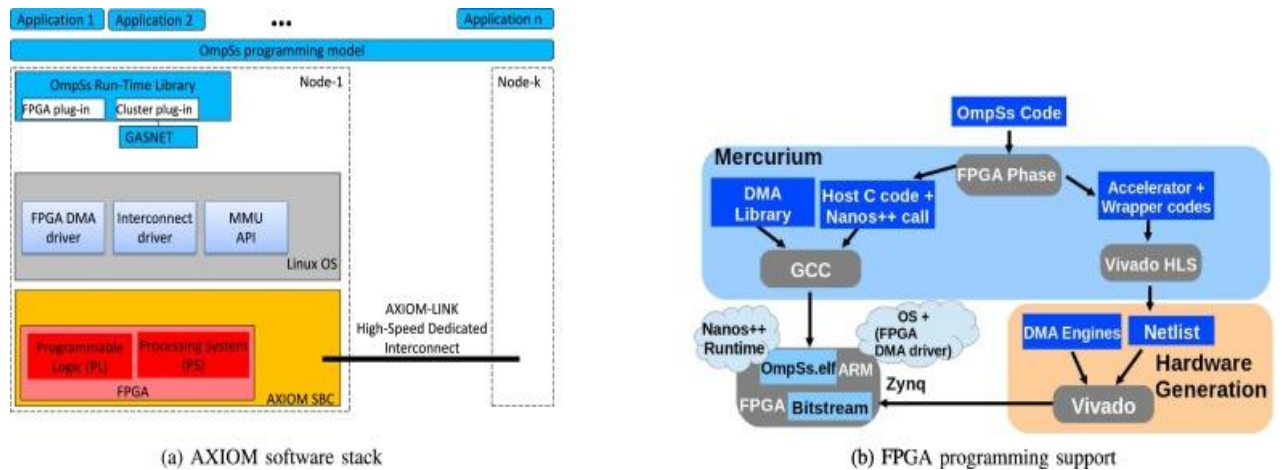 Application 1
Application 2
...
Application n
OmpSs programming model
OmpSs Run-Time Library
Node-1
Node-k
FPGA plug-in
Cluster plug-in
GASNET
FPGA DMA
driver
Interconnect
driver
MMU
API
Linux OS
Programmable
Logic (PL)
Processing System
(PS)
FPGA
AXIOM SBC
AXIOM-LINK
High-Speed Dedicated
Interconnect
(a) AXIOM software stack
OmpSs Code
Mercurium
FPGA Phase
DMA
Library
Host C code +
Nanos++ call
Accelerator +
Wrapper codes
GCC
Vivado HLS
Nanos++
Runtime
OS +
(FPGA
DMA driver)
OmpSs.elf
ARM
Zynq
FPGA
Bitstream
DMA Engines
Netlist
Hardware
Generation
Vivado
(b) FPGA programming support